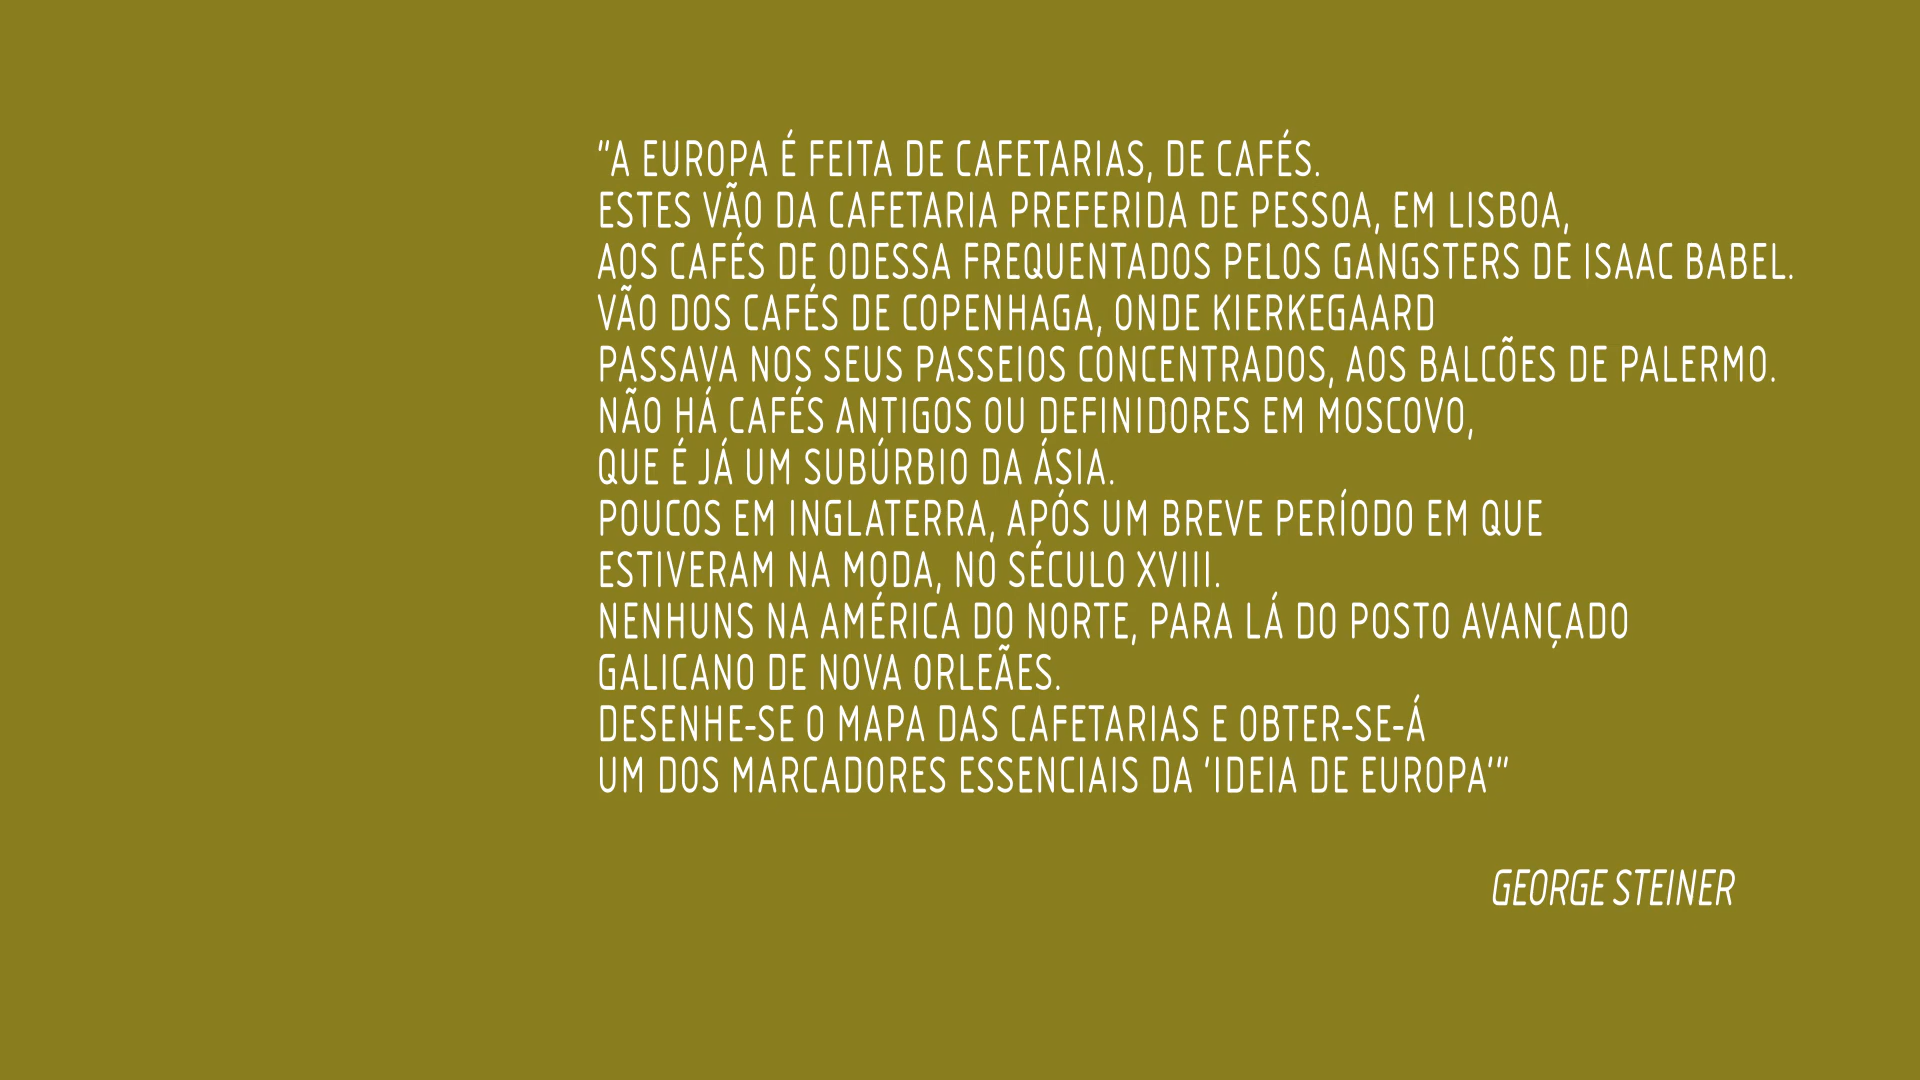 "A EUROPA É FEITA DE CAFETARIAS, DE CAFÉS.
ESTES VÃO DA CAFETARIA PREFERIDA DE PESSOA, EM LISBOA,
AOS CAFÉS DE ODESSA FREQUENTADOS PELOS GANGSTERS DE ISAAC BABEL.
VÃO DOS CAFÉS DE COPENHAGA, ONDE KIERKEGAARD
PASSAVA NOS SEUS PASSEIOS CONCENTRADOS, AOS BALCÕES DE PALERMO.
NÃO HÁ CAFÉS ANTIGOS OU DEFINIDORES EM MOSCOVO,
QUE É JÁ UM SUBÚRBIO DA ÁSIA.
POUCOS EM INGLATERRA, APÓS UM BREVE PERÍODO EM QUE
ESTIVERAM NA MODA, NO SÉCULO XVIII.
NENHUNS NA AMÉRICA DO NORTE, PARA LÁ DO POSTO AVANÇADO
GALICANO DE NOVA ORLEÃES.
DESENHE-SE O MAPA DAS CAFETARIAS E OBTER-SE-Á
UM DOS MARCADORES ESSENCIAIS DA 'IDEIA DE EUROPA'"
GEORGE STEINER